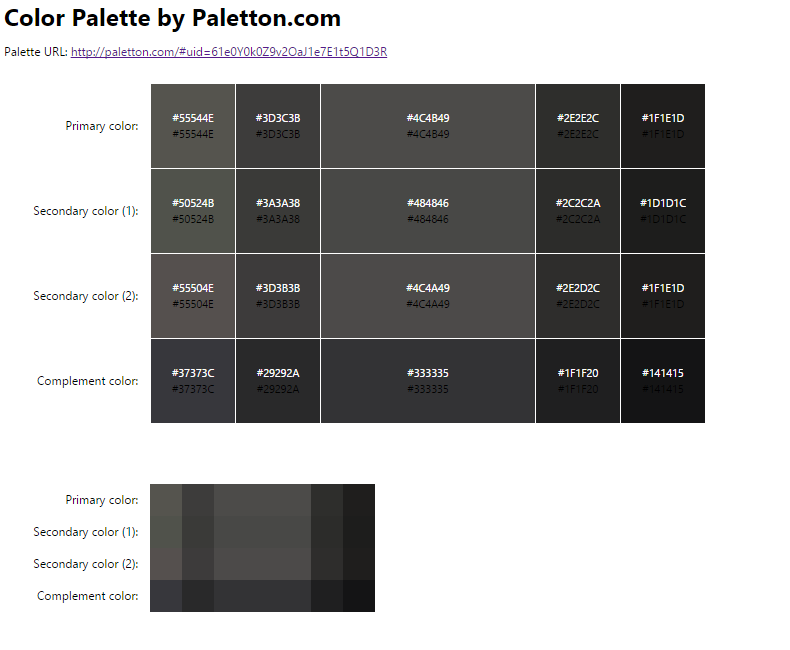 Color Palette by Paletton.com
Palette URL: http://paletton.com/#uid=61e0Y0k0Z9v2OaJ1e7E1t5Q1D3R
Primary color: #55544E #3D3C3B #4C4B49 #2E2E2C #1F1E1D
#55544E #3D3C3B #4C4B49 #2E2E2C #1F1E1D
Secondary color (1): #50524B #3A3A38 #484846 #2C2C2A #1D1D1C
#50524B #3A3A38 #484846 #2C2C2A #1D1D1C
Secondary color (2): #55504E #3D3B3B #4C4A49 #2E2D2C #1F1E1D
#55504E #3D3B3B #4C4A49 #2E2D2C #1F1E1D
Complement color: #37373C #29292A #333335 #1F1F20 #141415
#37373C #29292A #333335 #1F1F20 #141415
Primary color:
Secondary color (1):
Secondary color (2):
Complement color: